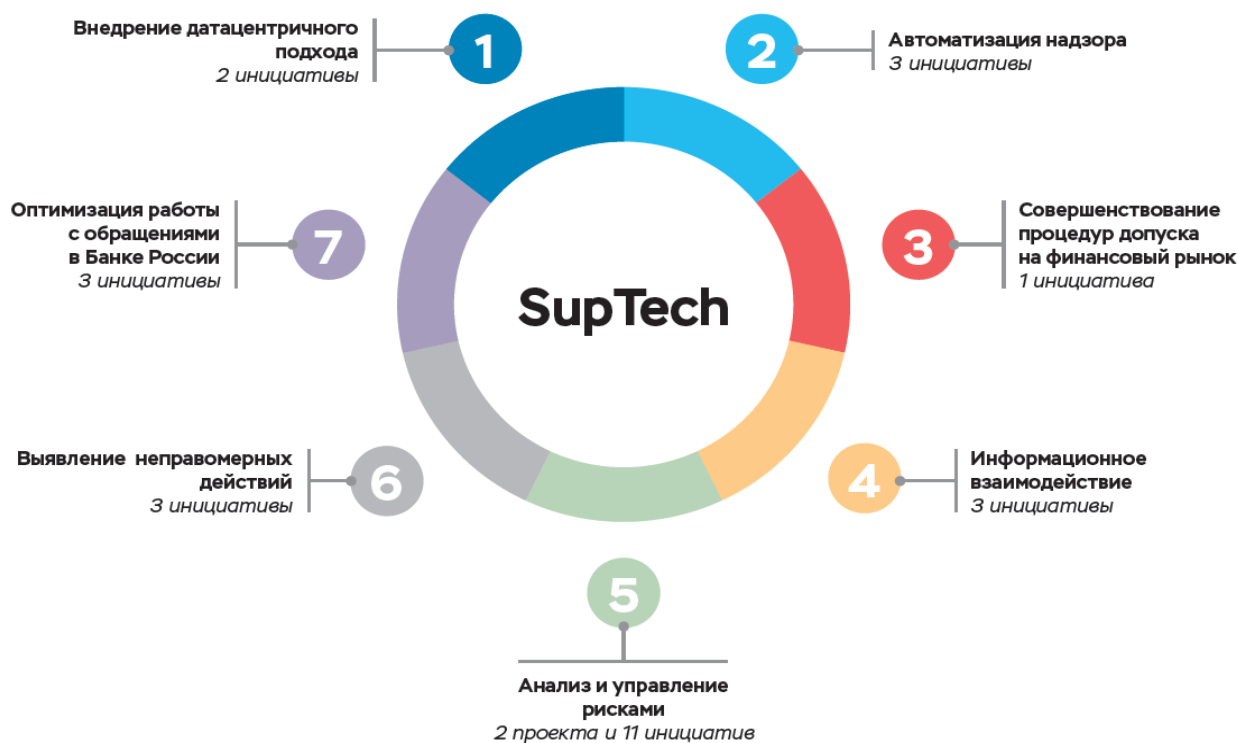 Внедрение датацентричного
подхода
2 инициативы
1
2
Автоматизация надзора
3 инициативы
Оптимизация работы
с обращениями
в Банке России
3 инициативы
7
SupTech
3
Совершенствование
процедур допуска
на финансовый рынок
1 инициатива
Выявление неправомерных
действий
3 инициативы
6
4
Информационное
взаимодействие
3 инициативы
5
Анализ и управление
рисками
2 проекта и 11 инициатив